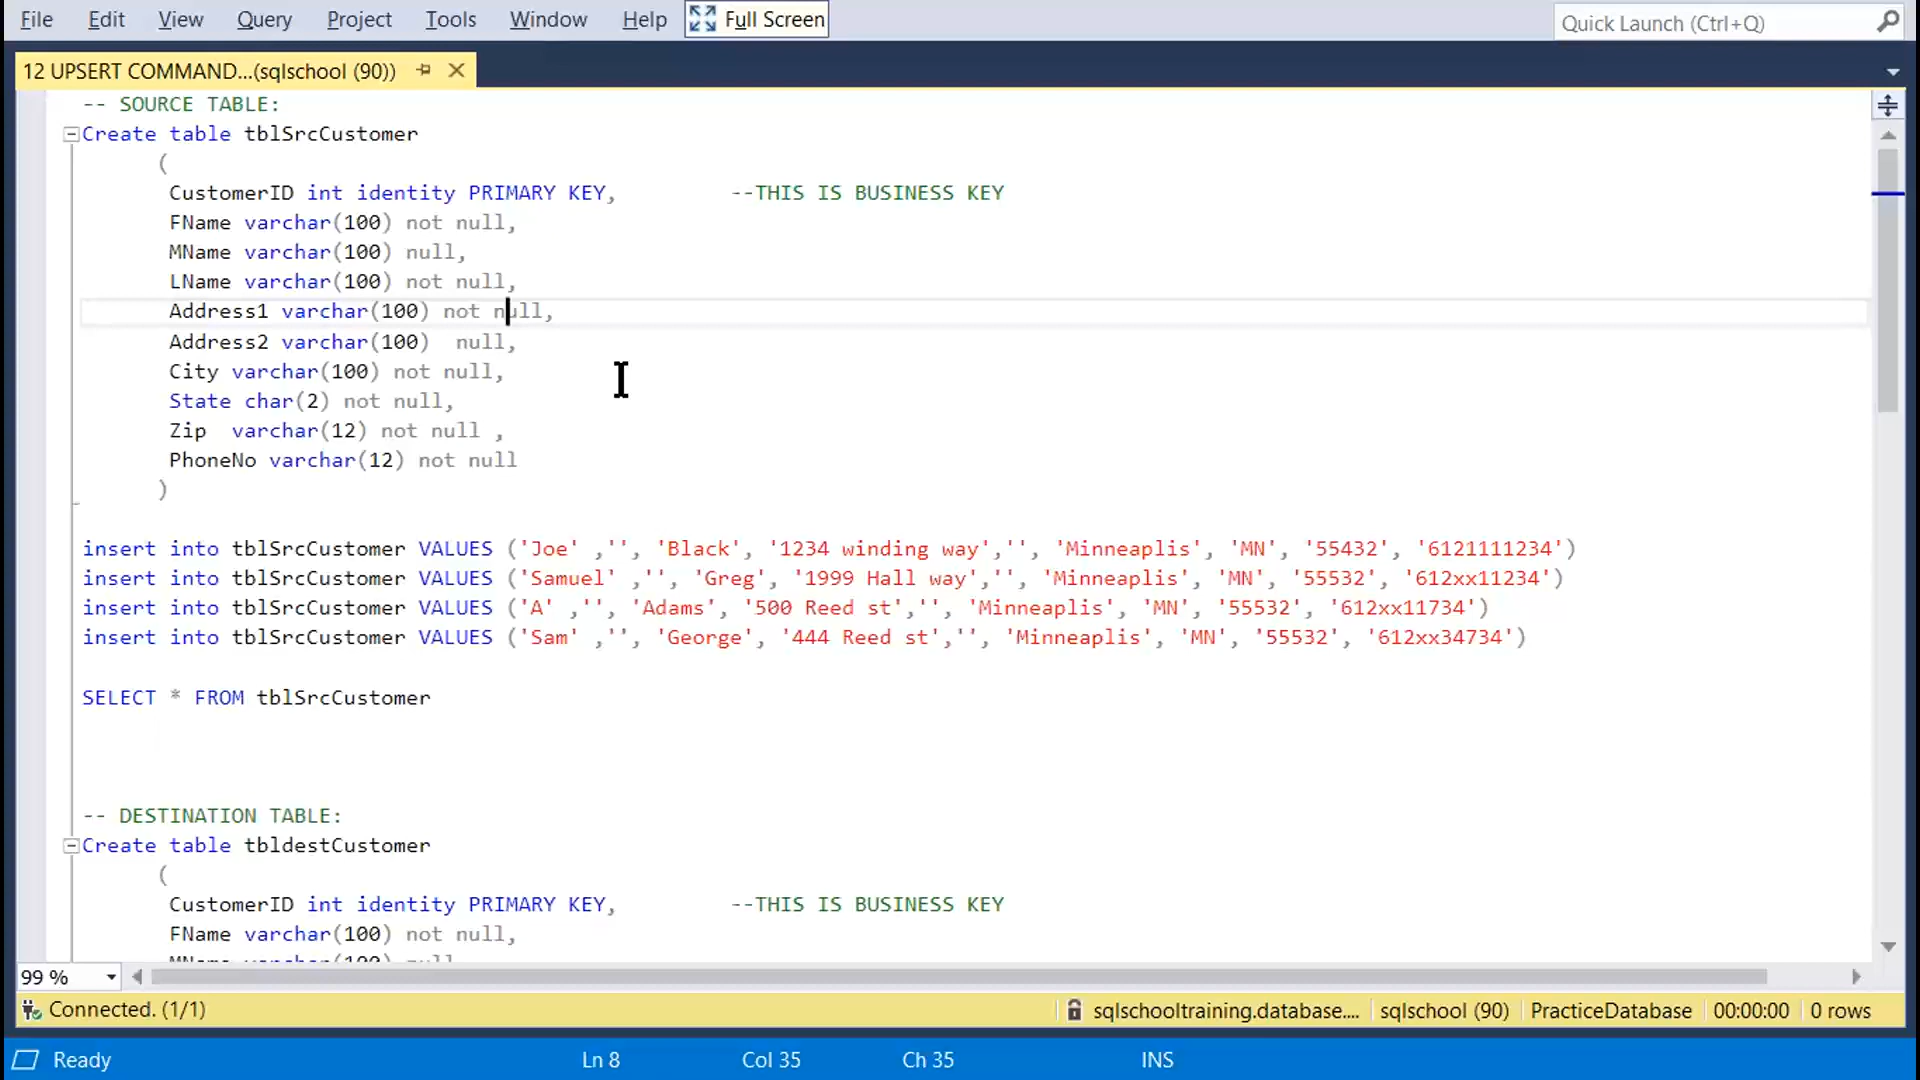 File Edit View Query Project Tools Window Help Full Screen Quick Launch (Ctrl+Q)
12 UPSERT COMMAND...(sqlschool (90))
-- SOURCE TABLE:
Create table tblSrcCustomer
(
CustomerID int identity PRIMARY KEY, --THIS IS BUSINESS KEY
FName varchar(100) not null,
MName varchar(100) null,
LName varchar(100) not null,
Address1 varchar(100) not null,
Address2 varchar(100) null,
City varchar(100) not null,
State char(2) not null,
Zip varchar(12) not null ,
PhoneNo varchar(12) not null
)
insert into tblSrcCustomer VALUES ('Joe' ,'', 'Black', '1234 winding way','', 'Minneaplis', 'MN', '55432', '6121111234')
insert into tblSrcCustomer VALUES ('Samuel' ,'', 'Greg', '1999 Hall way','', 'Minneaplis', 'MN', '55532', '612xx11234')
insert into tblSrcCustomer VALUES ('A' ,'', 'Adams', '500 Reed st','', 'Minneaplis', 'MN', '55532', '612xx11734')
insert into tblSrcCustomer VALUES ('Sam' ,'', 'George', '444 Reed st','', 'Minneaplis', 'MN', '55532', '612xx34734')
SELECT * FROM tblSrcCustomer
-- DESTINATION TABLE:
Create table tbldestCustomer
(
CustomerID int identity PRIMARY KEY, --THIS IS BUSINESS KEY
FName varchar(100) not null,
MName varchar(100) null
99 %
Connected. (1/1) sqlschooltraining.database.... sqlschool (90) PracticeDatabase 00:00:00 0 rows
Ready Ln 8 Col 35 Ch 35 INS